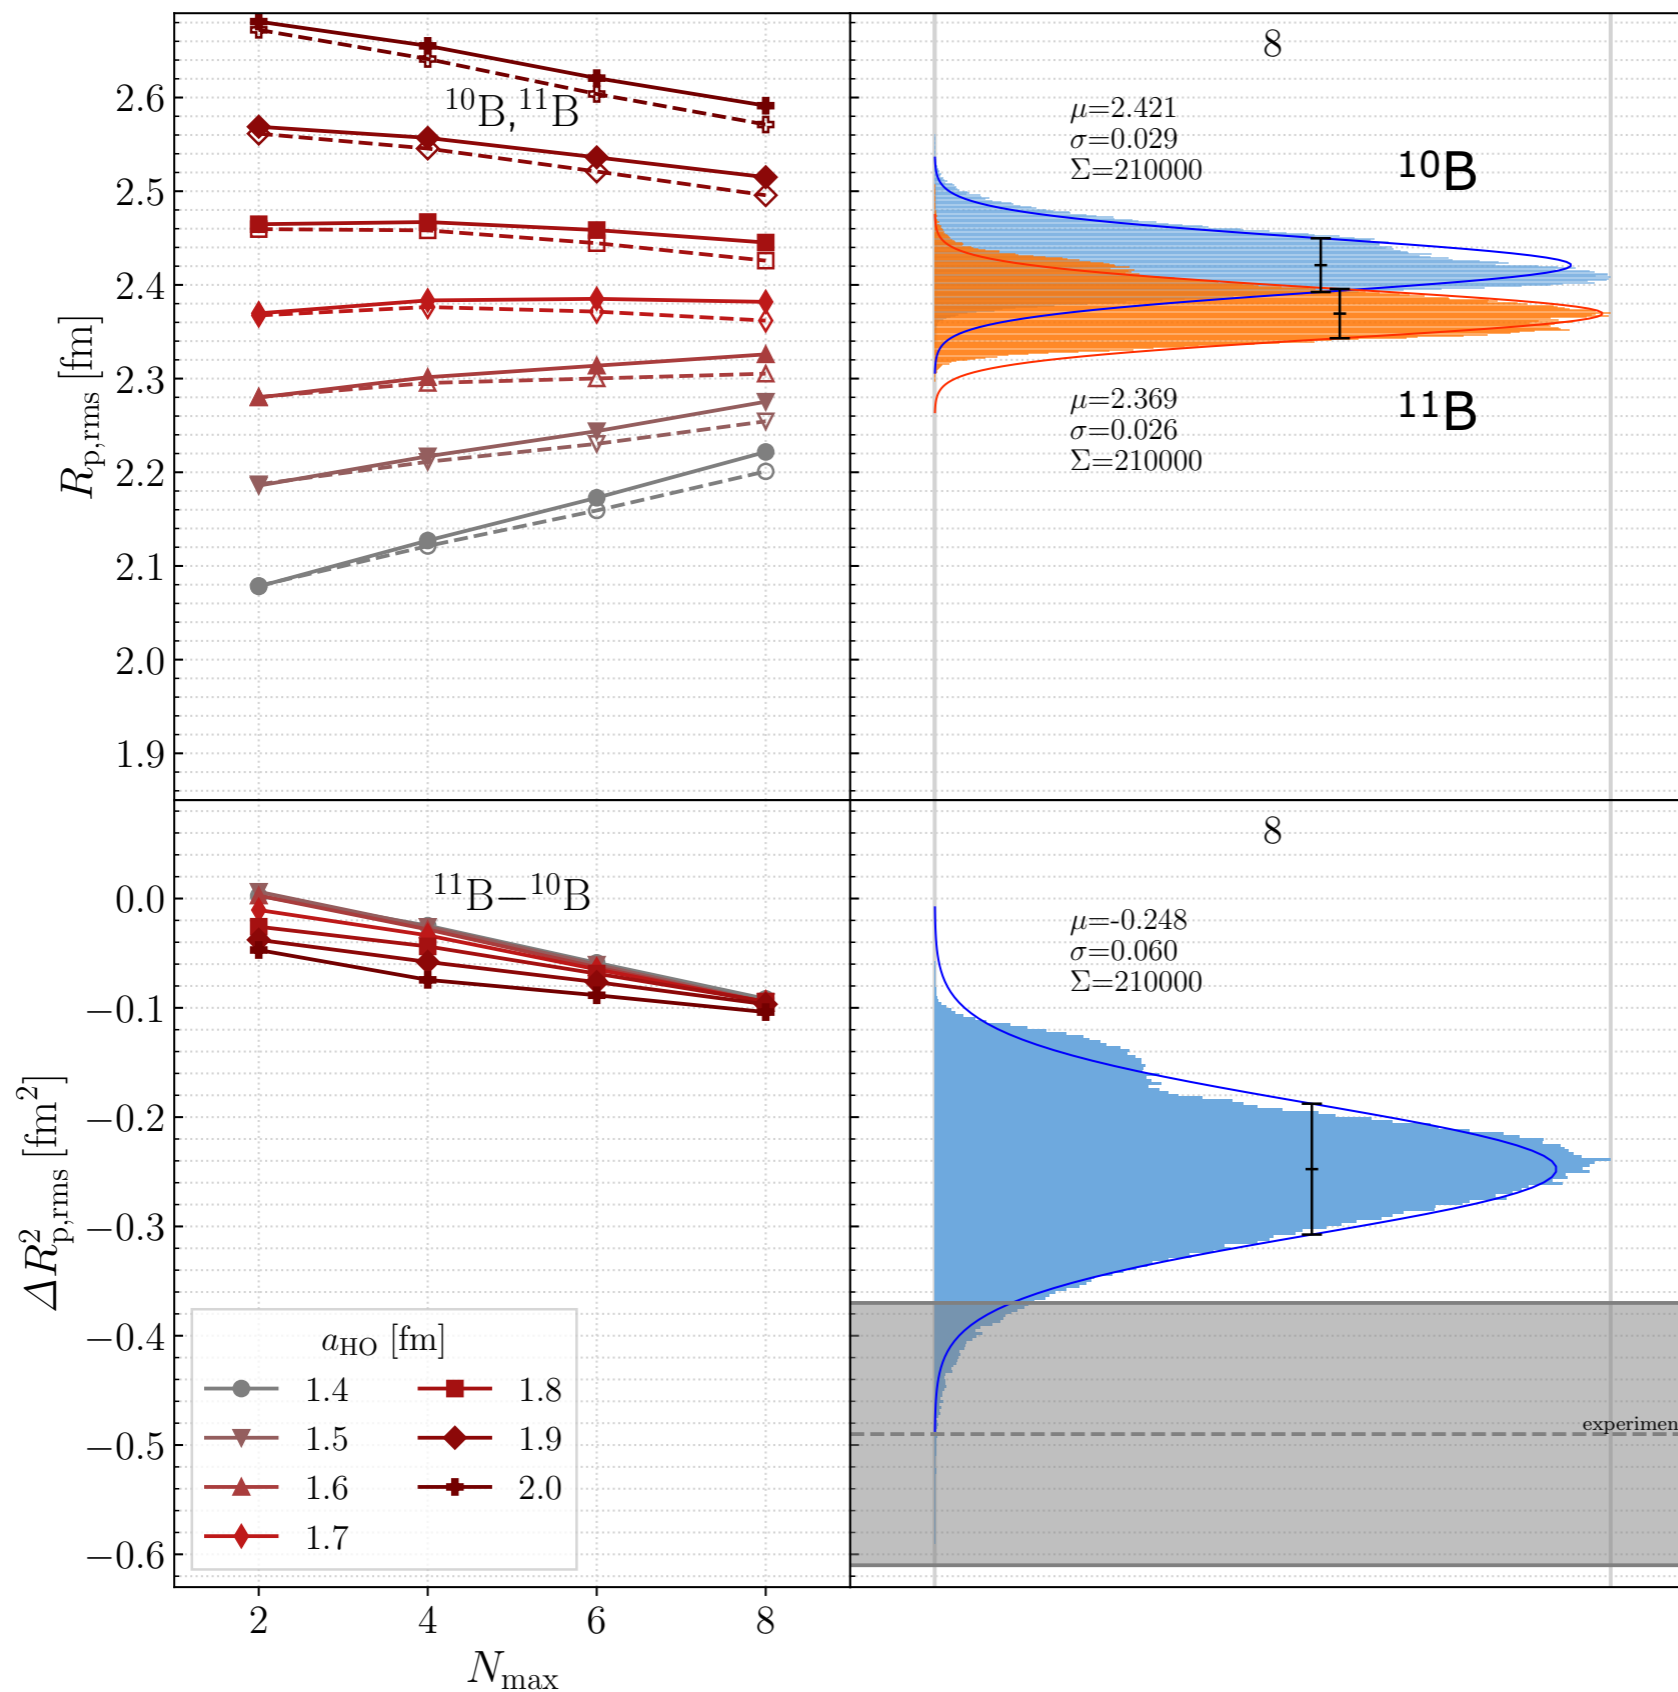 R_p,rms [fm]
2.6
2.5
2.4
2.3
2.2
2.1
2.0
1.9
¹⁰B, ¹¹B
8
μ=2.421
σ=0.029
Σ=210000
¹⁰B
μ=2.369
σ=0.026
Σ=210000
¹¹B
ΔR²_p,rms [fm²]
0.0
−0.1
−0.2
−0.3
−0.4
−0.5
−0.6
¹¹B−¹⁰B
a_HO [fm]
1.4
1.5
1.6
1.7
1.8
1.9
2.0
2 4 6 8
N_max
8
μ=-0.248
σ=0.060
Σ=210000
experimen